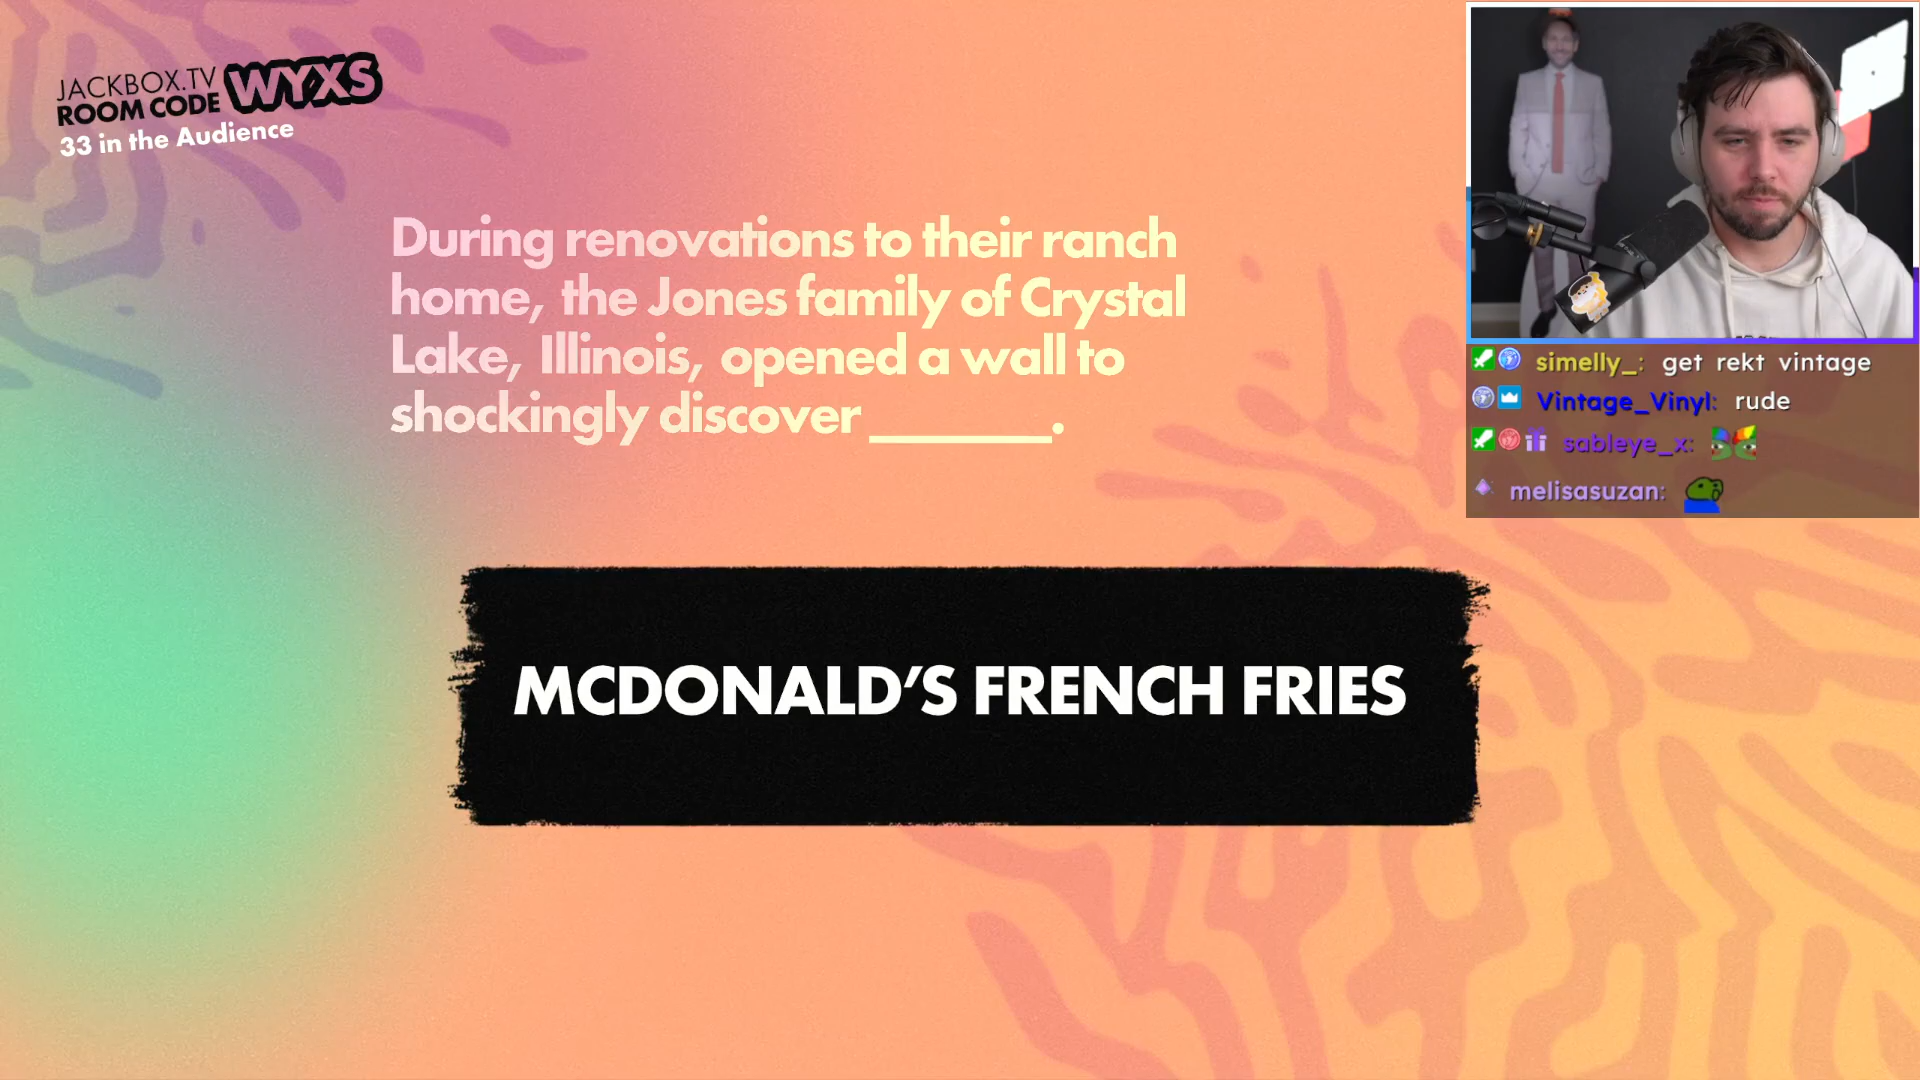 JACKBOX.TV
ROOM CODE WYXS
33 in the Audience
During renovations to their ranch
home, the Jones family of Crystal
Lake, Illinois, opened a wall to
shockingly discover ______.
MCDONALD’S FRENCH FRIES
simelly_: get rekt vintage
Vintage_Vinyl: rude
sableye_x:
melisasuzan: